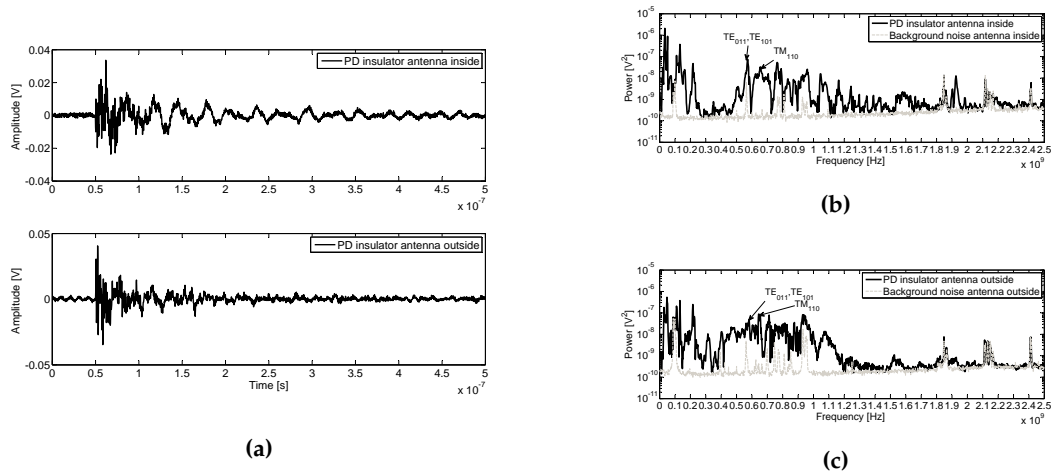 0.04
0.02
0
-0.02
-0.04
Amplitude [V]
PD insulator antenna inside
0 0.5 1 1.5 2 2.5 3 3.5 4 4.5 5
x 10⁻⁷
0.05
0
-0.05
Amplitude [V]
PD insulator antenna outside
0 0.5 1 1.5 2 2.5 3 3.5 4 4.5 5
Time [s]
x 10⁻⁷
(a)
10⁻⁵
10⁻⁶
10⁻⁷
10⁻⁸
10⁻⁹
10⁻¹⁰
10⁻¹¹
Power [V²]
TE₀₁₁,TE₁₀₁
TM₁₁₀
PD insulator antenna inside
Background noise antenna inside
0 0.10.20.30.40.50.60.70.80.9 1 1.11.21.31.41.51.61.71.81.9 2 2.12.22.32.42.5
Frequency [Hz]
x 10⁹
(b)
10⁻⁵
10⁻⁶
10⁻⁷
10⁻⁸
10⁻⁹
10⁻¹⁰
10⁻¹¹
Power [V²]
TE₀₁₁,TE₁₀₁
TM₁₁₀
PD insulator antenna outside
Background noise antenna outside
0 0.10.20.30.40.50.60.70.80.9 1 1.11.21.31.41.51.61.71.81.9 2 2.12.22.32.42.5
Frequency [Hz]
x 10⁹
(c)